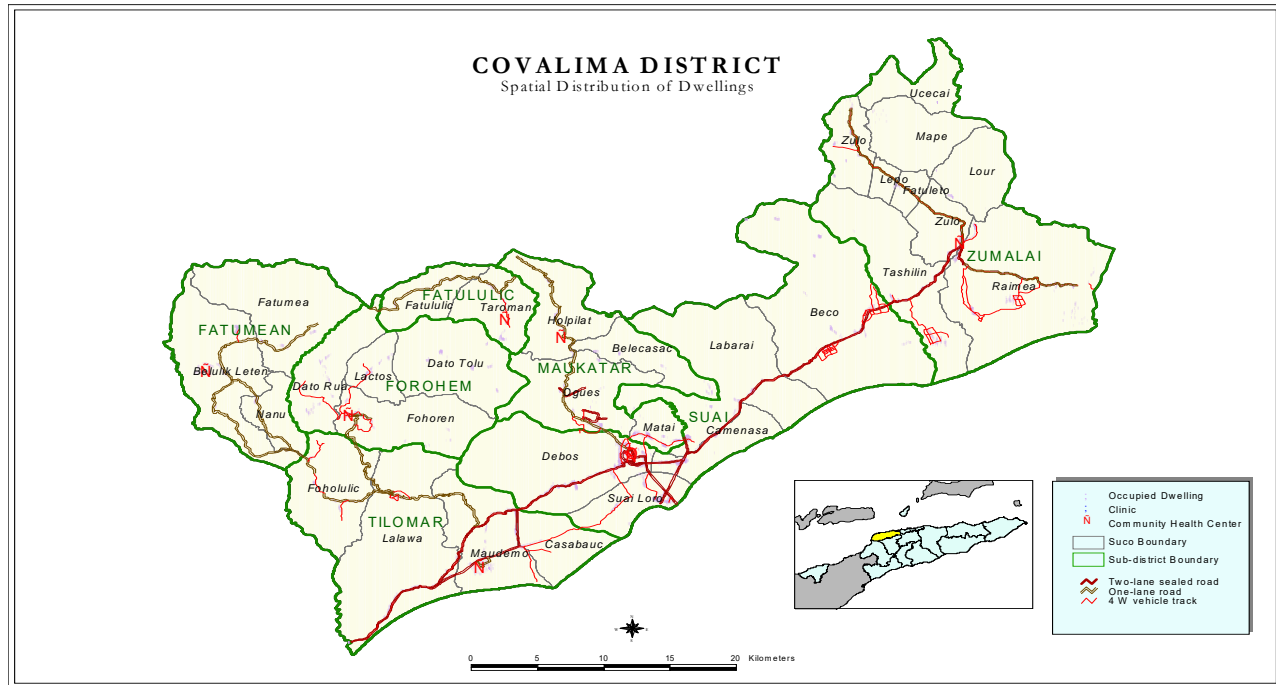 COVALIMA DISTRICT
Spatial Distribution of Dwellings
Ucecai
Mape
Zulo
Lour
Lepo
Fatuleto
Zulo
Ñ
ZUMALAI
Tashilin
Raimea
Beco
Fatumea
FATULULIC
Fatululic
Taroman
Ñ
Holpilat
Ñ
FATUMEAN
Belulik Leten
Ñ
Nanu
Dato Rua
Lactos
Dato Tolu
FOROHEM
Ñ
Fohoren
Belecasac
Labarai
MAUKATAR
Ogues
SUAI
Matai
Camenasa
Debos
Suai Loro
Foholulic
TILOMAR
Lalawa
Maudemo
Ñ
Casabauc
Occupied Dwelling
Clinic
Ñ
Community Health Center
Suco Boundary
Sub-district Boundary
Two-lane sealed road
One-lane road
4 W vehicle track
0 5 10 15 20 Kilometers